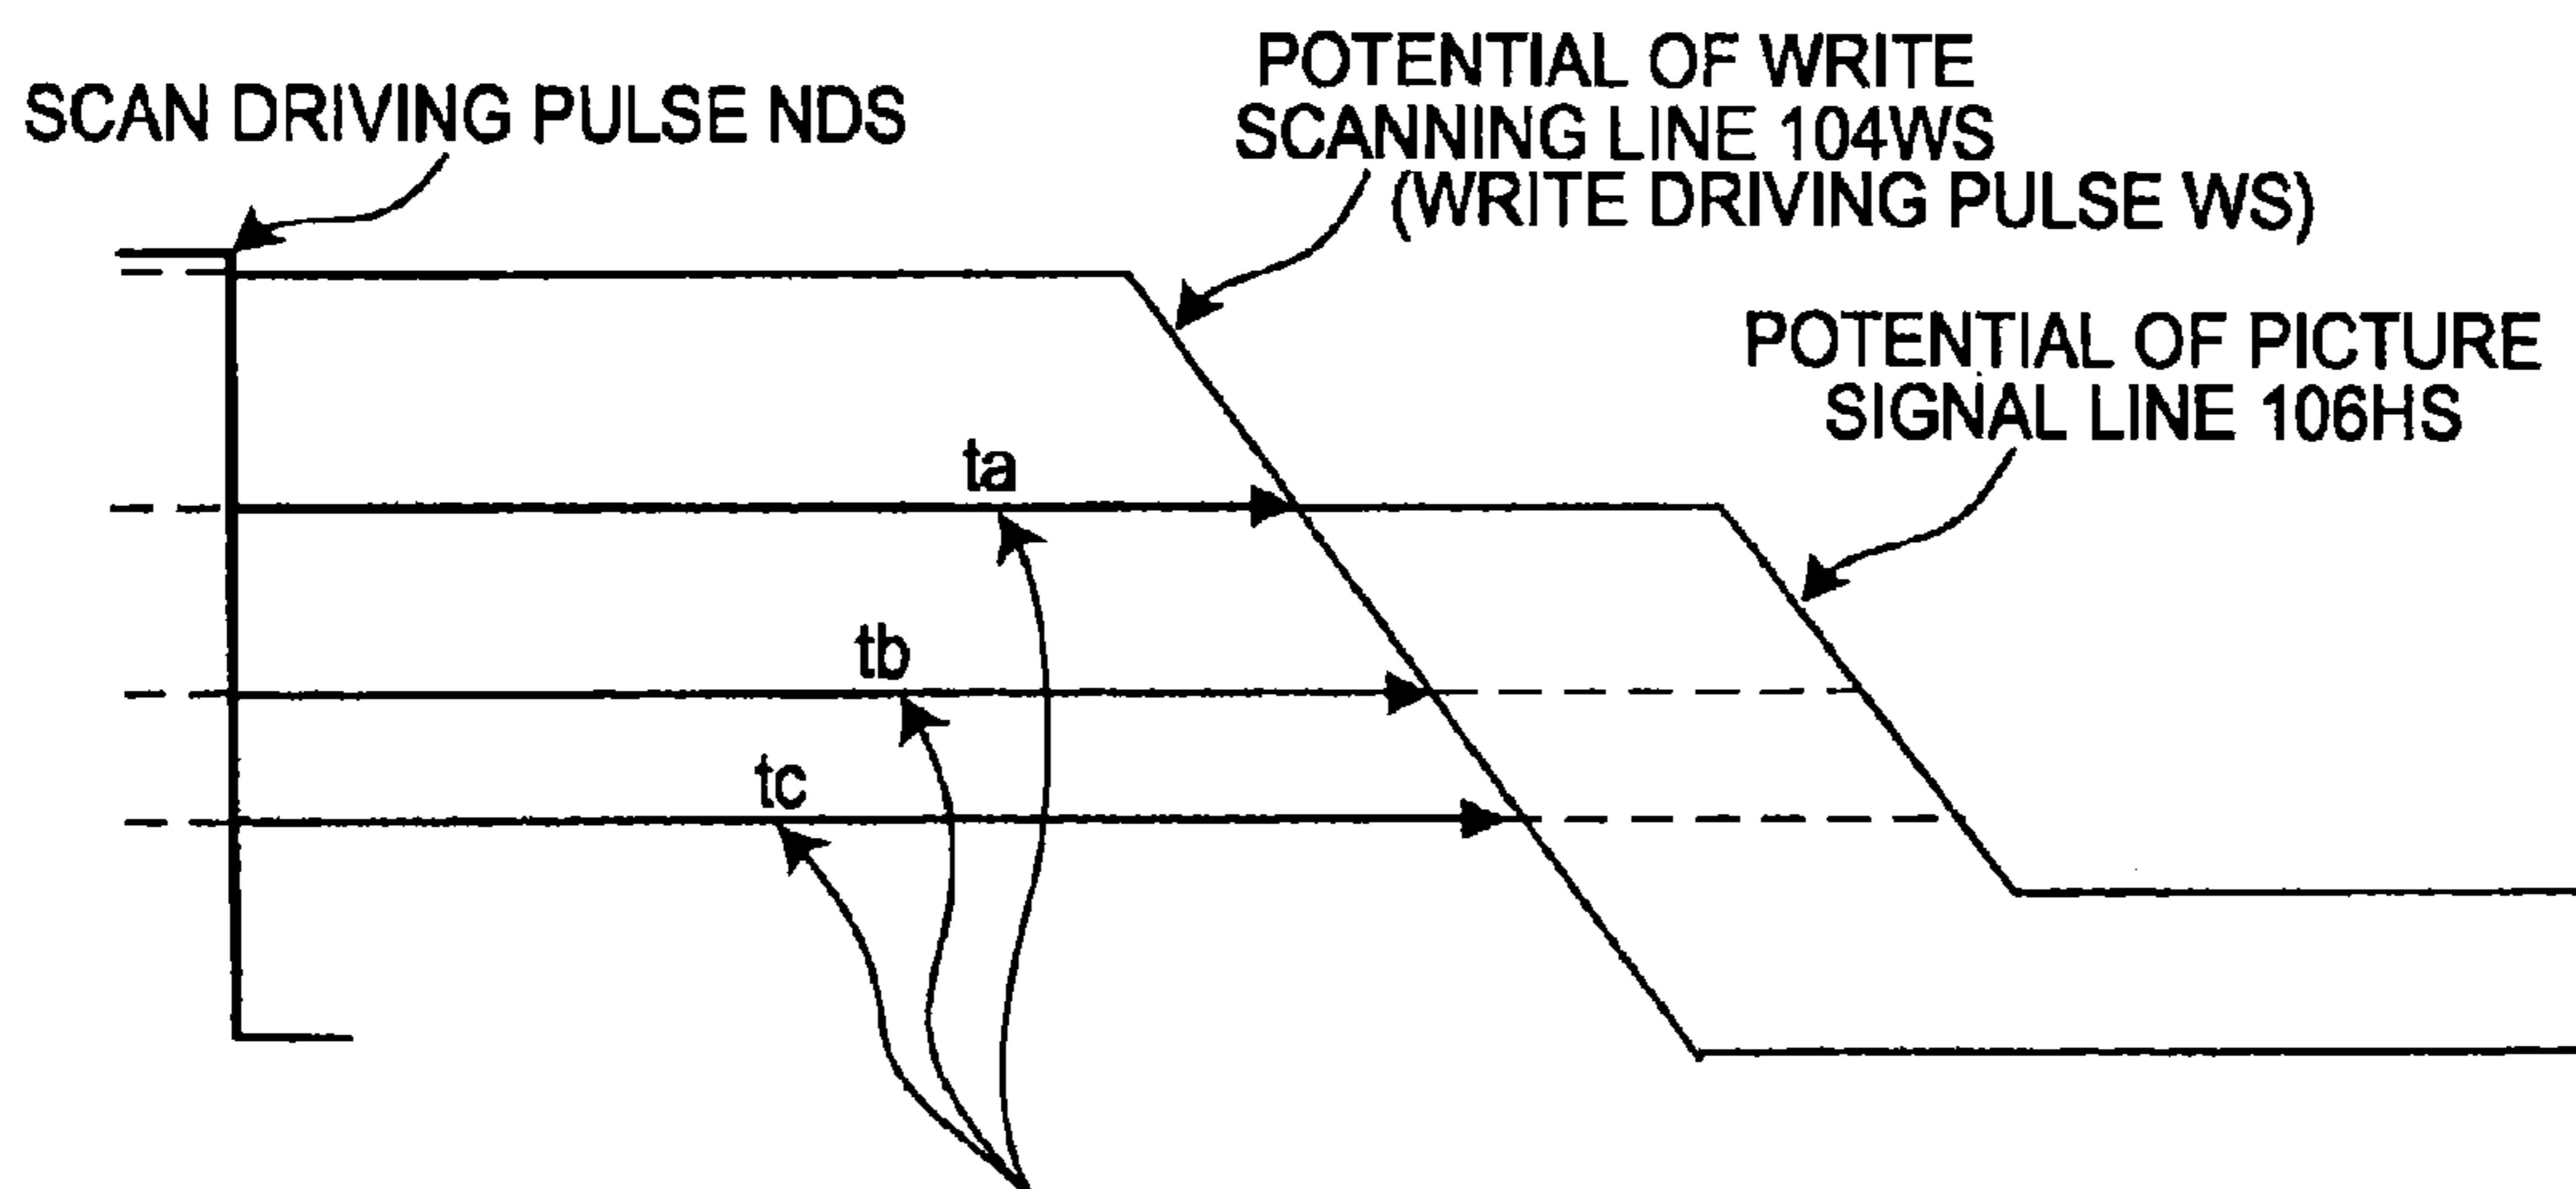 SCAN DRIVING PULSE NDS
POTENTIAL OF WRITE
SCANNING LINE 104WS
(WRITE DRIVING PULSE WS)
POTENTIAL OF PICTURE
SIGNAL LINE 106HS
ta
tb
tc